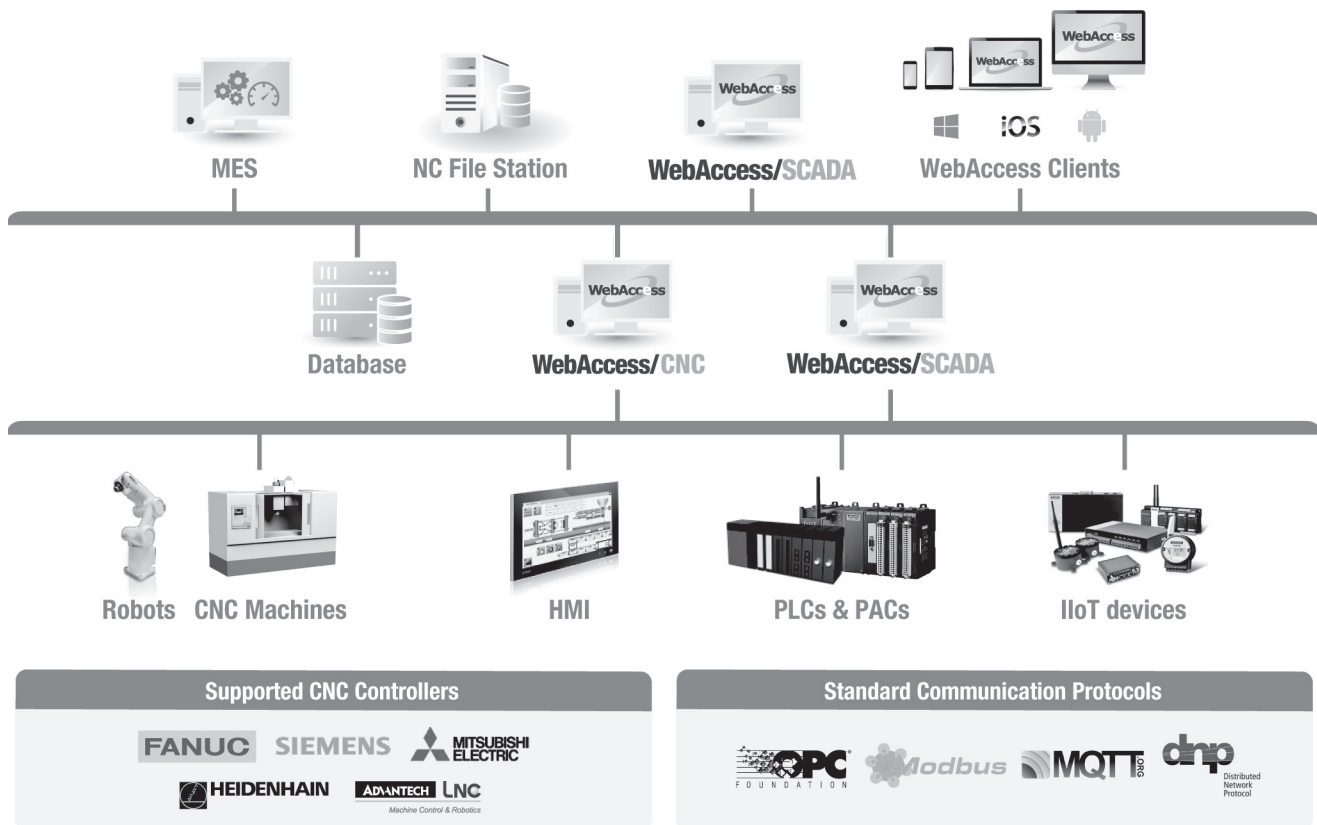 WebAccess
WebAccess
WebAccess
iOS
MES
NC File Station
WebAccess/SCADA
WebAccess Clients
WebAccess
WebAccess
Database
WebAccess/CNC
WebAccess/SCADA
Robots
CNC Machines
HMI
PLCs & PACs
IIoT devices
Supported CNC Controllers
Standard Communication Protocols
FANUC
SIEMENS
MITSUBISHI
ELECTRIC
HEIDENHAIN
ADVANTECH LNC
Machine Control & Robotics
OPC
FOUNDATION
Modbus
MQTT.ORG
dnp
Distributed
Network
Protocol